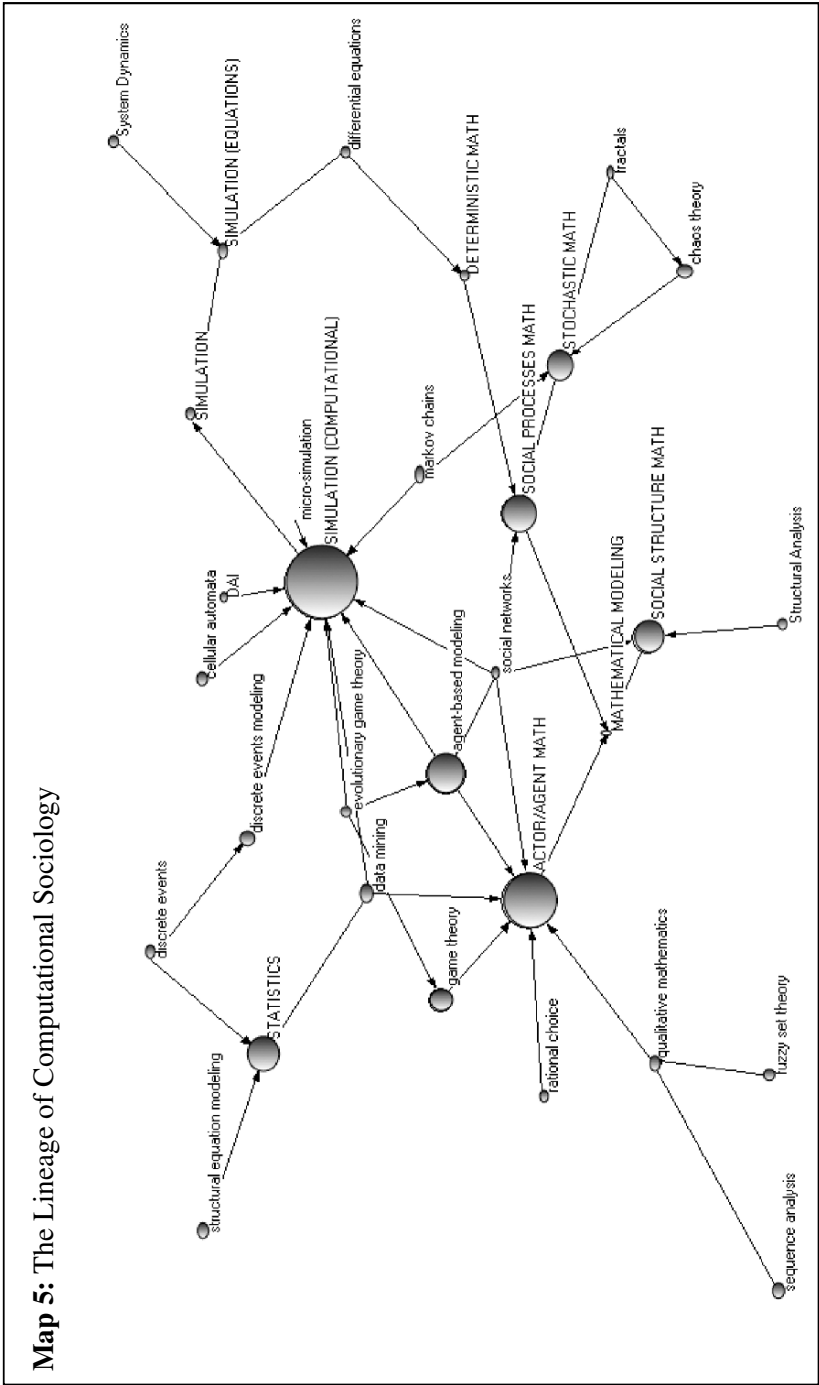 Map 5: The Lineage of Computational Sociology
System Dynamics
SIMULATION (EQUATIONS)
differential equations
SIMULATION
DETERMINISTIC MATH
fractals
chaos theory
STOCHASTIC MATH
micro-simulation
SIMULATION (COMPUTATIONAL)
markov chains
SOCIAL PROCESSES MATH
cellular automata
DAI
social networks
MATHEMATICAL MODELING
SOCIAL STRUCTURE MATH
Structural Analysis
discrete events
discrete events modeling
evolutionary game theory
agent-based modeling
data mining
ACTOR/AGENT MATH
STATISTICS
game theory
structural equation modeling
rational choice
qualitative mathematics
fuzzy set theory
sequence analysis